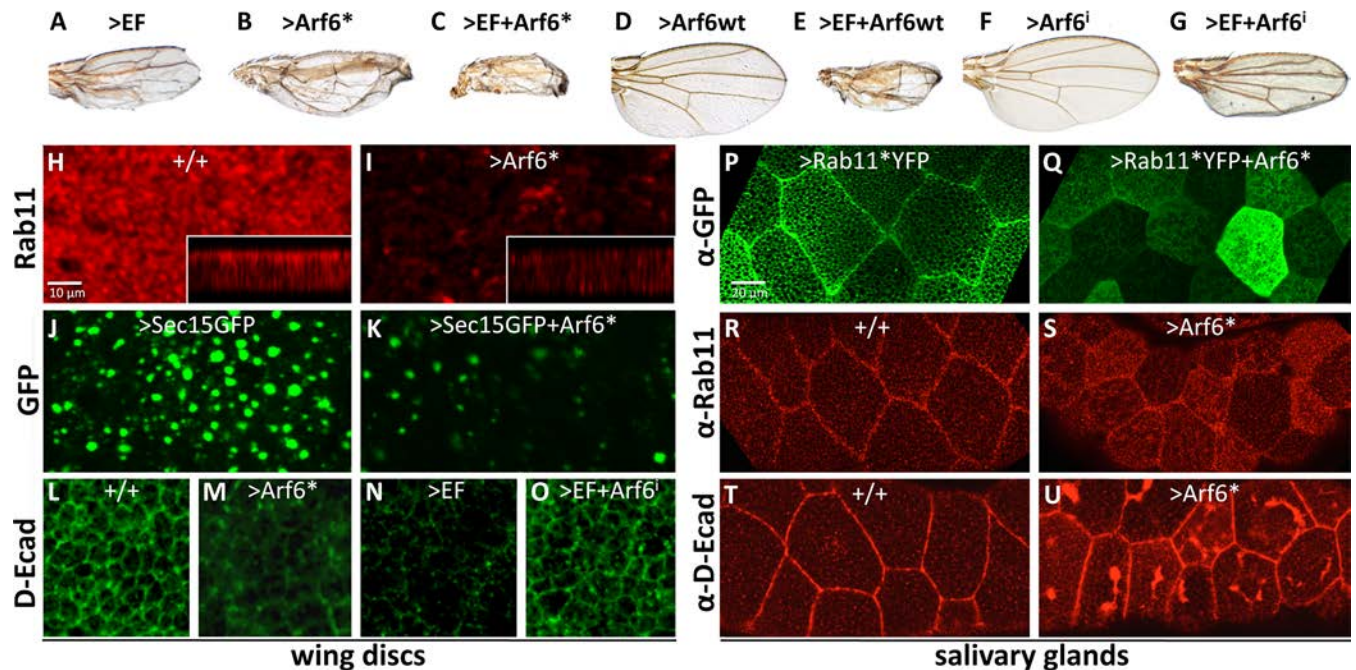 A >EF B >Arf6* C >EF+Arf6* D >Arf6wt E >EF+Arf6wt F >Arf6ⁱ G >EF+Arf6ⁱ
Rab11
H +/+ I >Arf6*
10 µm
GFP
J >Sec15GFP K >Sec15GFP+Arf6*
D-Ecad
L +/+ M >Arf6* N >EF O >EF+Arf6ⁱ
wing discs
α-GFP
P >Rab11*YFP Q >Rab11*YFP+Arf6*
20 µm
α-Rab11
R +/+ S >Arf6*
α-D-Ecad
T +/+ U >Arf6*
salivary glands